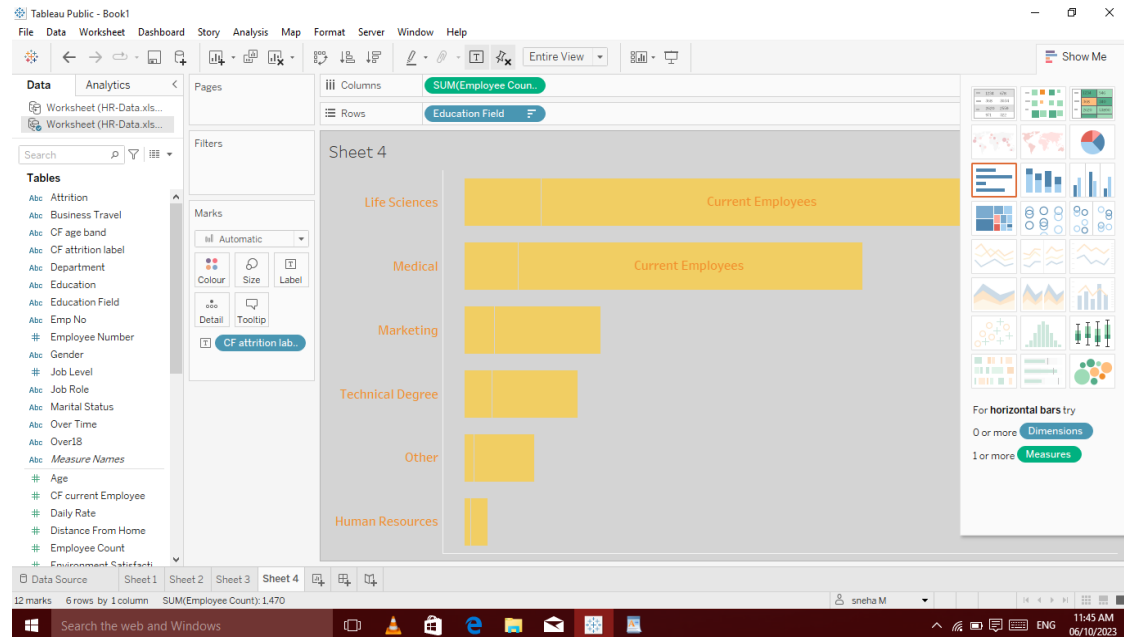 Tableau Public - Book1
File Data Worksheet Dashboard Story Analysis Map Format Server Window Help
Entire View
Show Me
Data Analytics
Worksheet (HR-Data.xls...
Worksheet (HR-Data.xls...
Search
Tables
Abc Attrition
Abc Business Travel
Abc CF age band
Abc CF attrition label
Abc Department
Abc Education
Abc Education Field
Abc Emp No
# Employee Number
Abc Gender
# Job Level
Abc Job Role
Abc Marital Status
Abc Over Time
Abc Over18
Abc Measure Names
# Age
# CF current Employee
# Daily Rate
# Distance From Home
# Employee Count
# Environment Satisfacti
Pages
Filters
Marks
Automatic
Colour Size Label
Detail Tooltip
CF attrition lab..
Columns SUM(Employee Coun..
Rows Education Field
Sheet 4
Life Sciences Current Employees
Medical Current Employees
Marketing
Technical Degree
Other
Human Resources
For horizontal bars try
0 or more Dimensions
1 or more Measures
Data Source Sheet 1 Sheet 2 Sheet 3 Sheet 4
12 marks 6 rows by 1 column SUM(Employee Count): 1,470
sneha M
Search the web and Windows
ENG
11:45 AM
06/10/2023